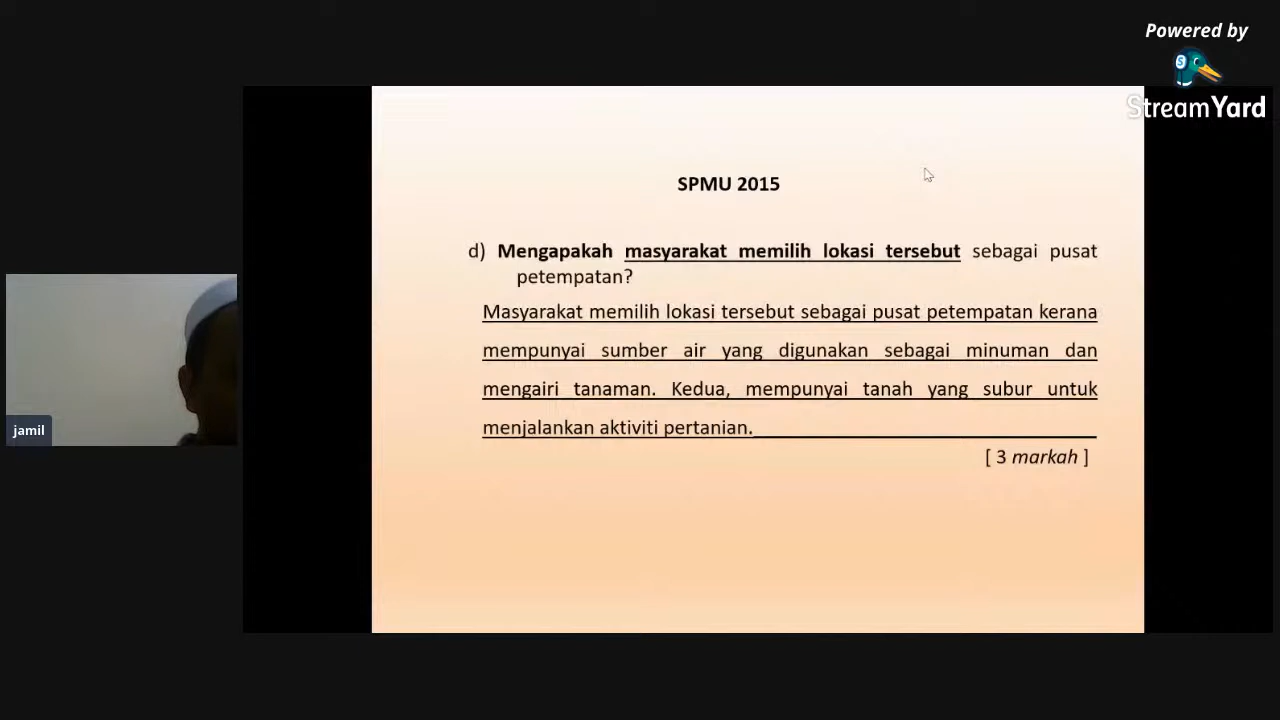 Powered by
StreamYard
SPMU 2015
d) Mengapakah masyarakat memilih lokasi tersebut sebagai pusat
petempatan?
Masyarakat memilih lokasi tersebut sebagai pusat petempatan kerana
mempunyai sumber air yang digunakan sebagai minuman dan
mengairi tanaman. Kedua, mempunyai tanah yang subur untuk
menjalankan aktiviti pertanian.
[ 3 markah ]
jamil